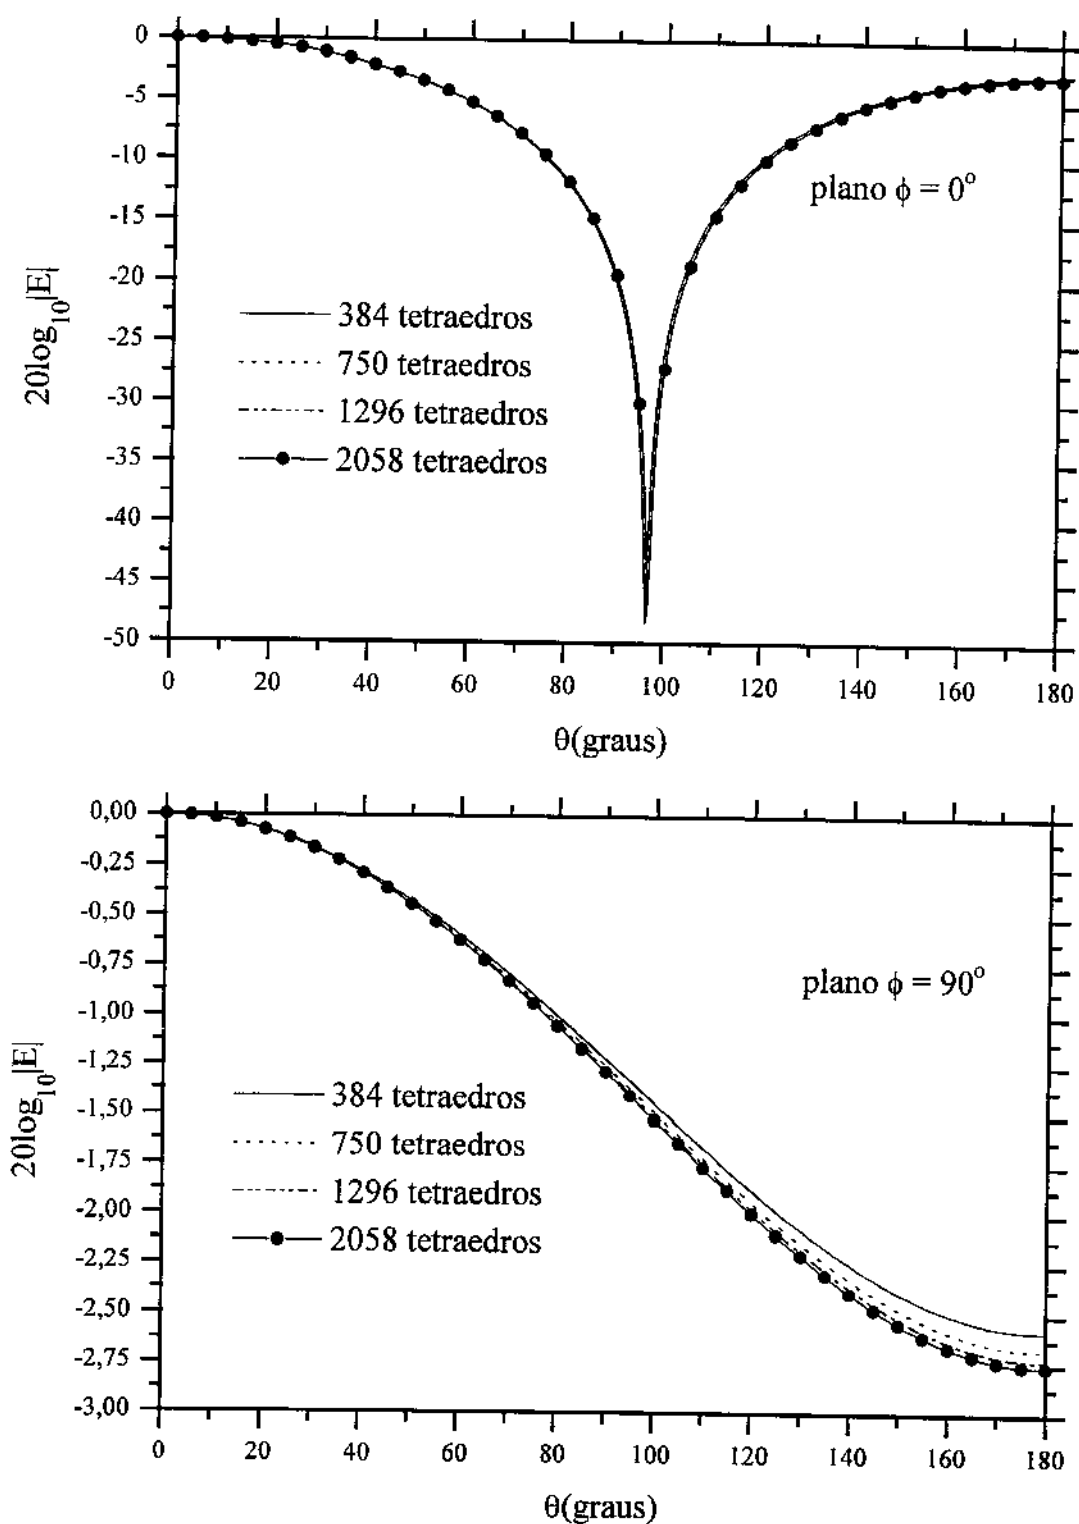 0
-5
-10
-15
-20
-25
-30
-35
-40
-45
-50
20log10|E|
plano ϕ = 0°
384 tetraedros
750 tetraedros
1296 tetraedros
2058 tetraedros
0 20 40 60 80 100 120 140 160 180
θ(graus)
0,00
-0,25
-0,50
-0,75
-1,00
-1,25
-1,50
-1,75
-2,00
-2,25
-2,50
-2,75
-3,00
20log10|E|
plano ϕ = 90°
384 tetraedros
750 tetraedros
1296 tetraedros
2058 tetraedros
0 20 40 60 80 100 120 140 160 180
θ(graus)